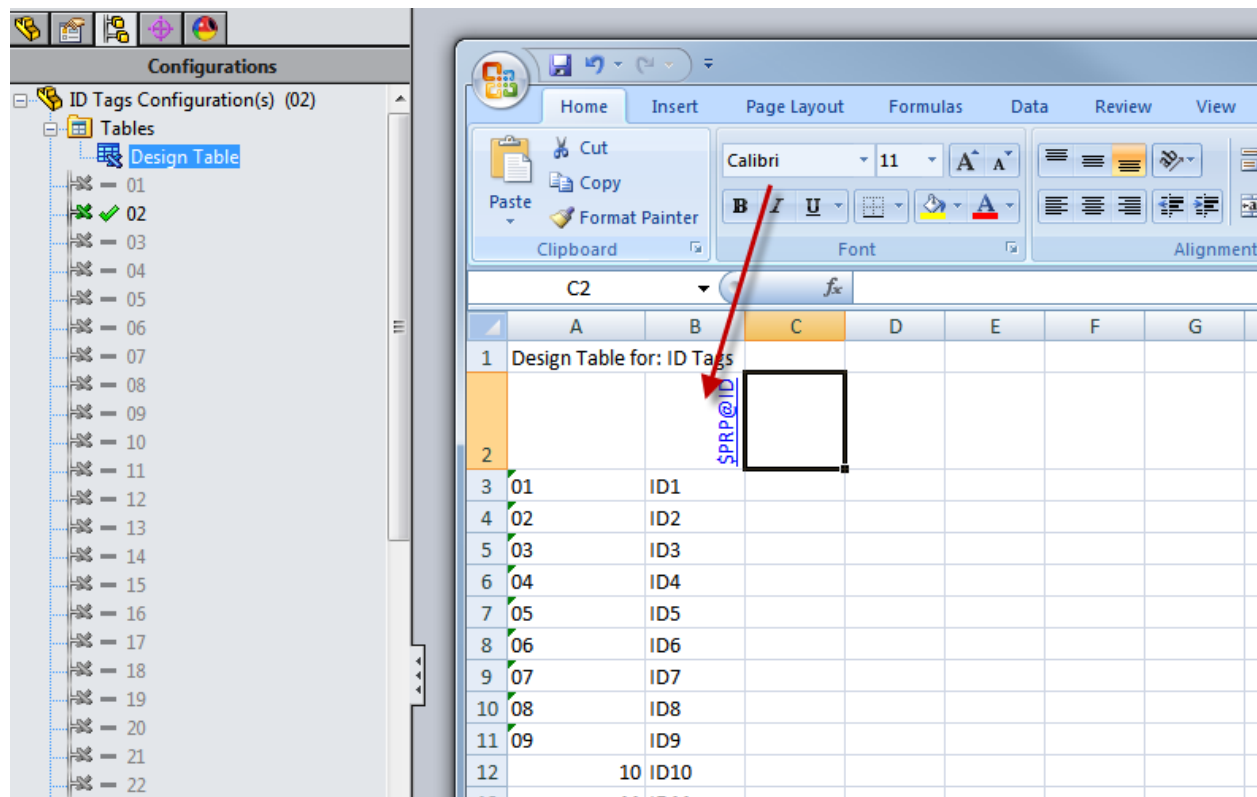 Configurations
ID Tags Configuration(s) (02)
Tables
Design Table
01
02
03
04
05
06
07
08
09
10
11
12
13
14
15
16
17
18
19
20
21
22
Home Insert Page Layout Formulas Data Review View
Paste
Cut
Copy
Format Painter
Clipboard
Calibri 11 A A
B I U A
Font
Alignment
C2 fx
A B C D E F G
1 Design Table for: ID Tags
2 $PRP@ID
3 01 ID1
4 02 ID2
5 03 ID3
6 04 ID4
7 05 ID5
8 06 ID6
9 07 ID7
10 08 ID8
11 09 ID9
12 10 ID10